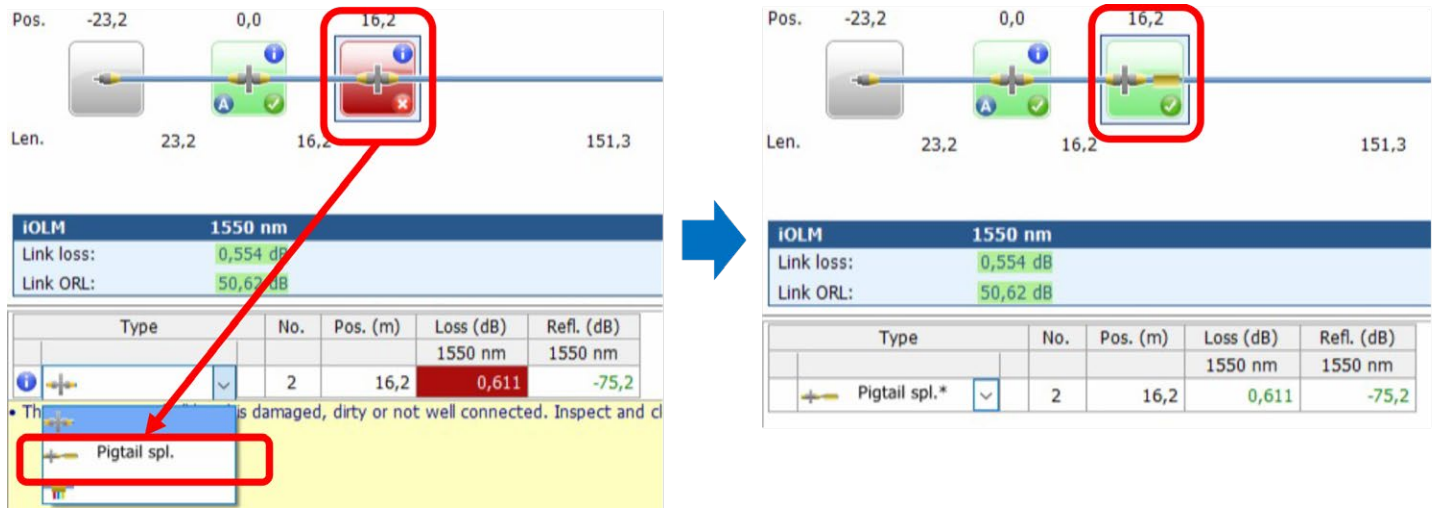 Pos. -23,2 0,0 16,2
i i
A
Len. 23,2 16,2 151,3
iOLM 1550 nm
Link loss: 0,554 dB
Link ORL: 50,62 dB
Type No. Pos. (m) Loss (dB) Refl. (dB)
1550 nm 1550 nm
i 2 16,2 0,611 -75,2
• Th is damaged, dirty or not well connected. Inspect and cl
Pigtail spl.
Pos. -23,2 0,0 16,2
i
A
Len. 23,2 16,2 151,3
iOLM 1550 nm
Link loss: 0,554 dB
Link ORL: 50,62 dB
Type No. Pos. (m) Loss (dB) Refl. (dB)
1550 nm 1550 nm
Pigtail spl.* 2 16,2 0,611 -75,2